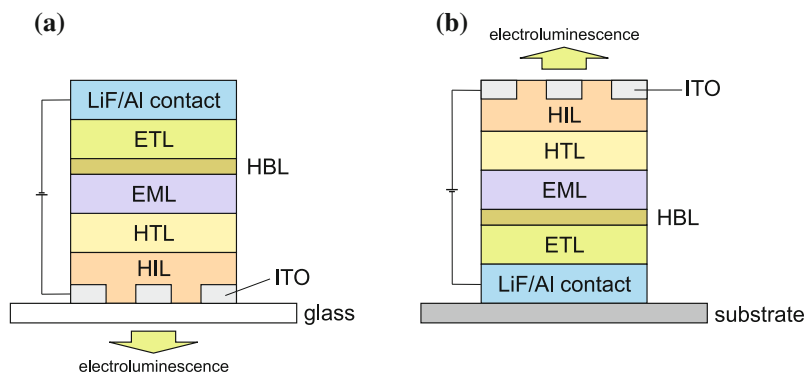 (a)
LiF/Al contact
ETL
HBL
EML
HTL
HIL
ITO
glass
electroluminescence
(b)
electroluminescence
ITO
HIL
HTL
EML
HBL
ETL
LiF/Al contact
substrate